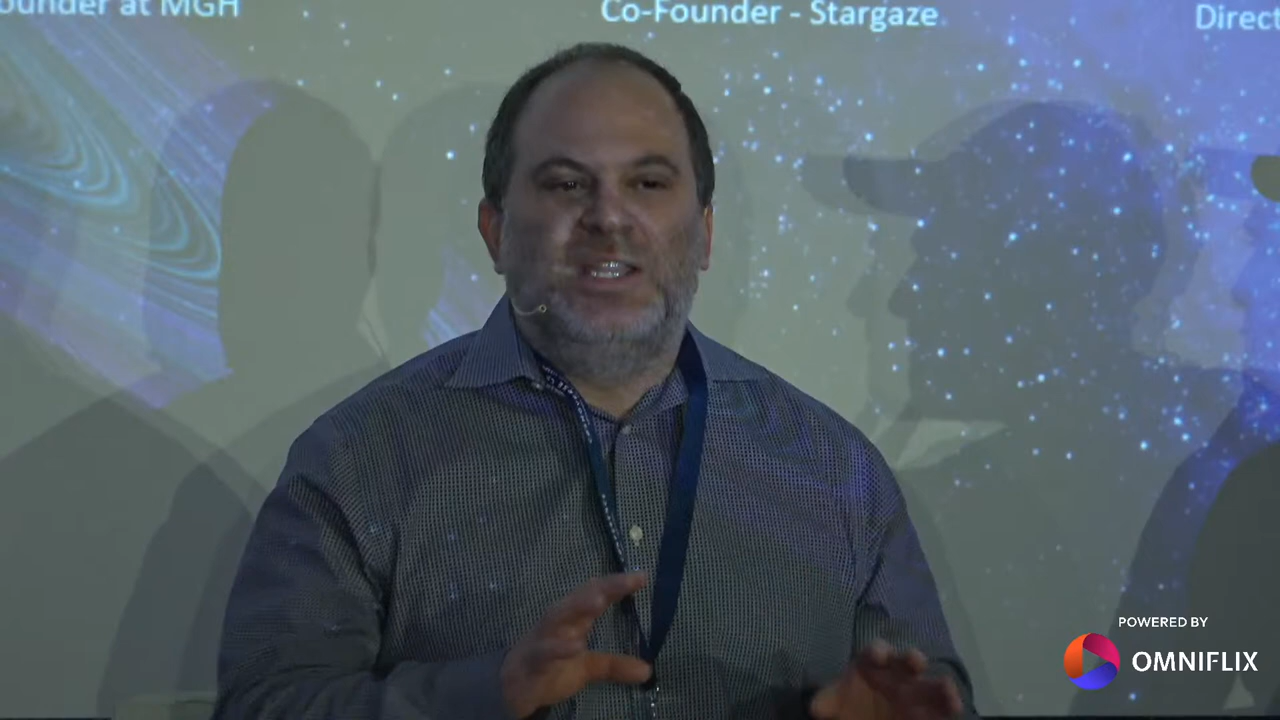 ounder at MGH
Co-Founder - Stargaze
Direct
POWERED BY
OMNIFLIX